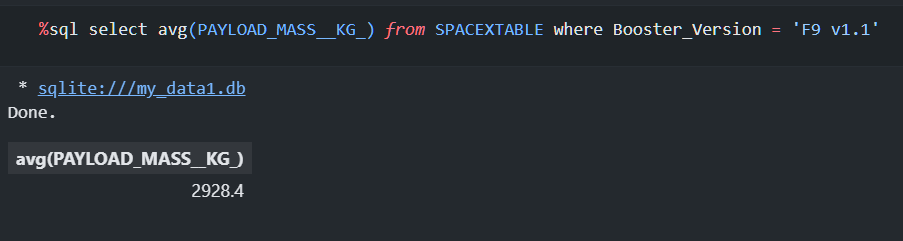 %sql select avg(PAYLOAD_MASS__KG_) from SPACEXTABLE where Booster_Version = 'F9 v1.1'
* sqlite:///my_data1.db
Done.
avg(PAYLOAD_MASS__KG_)
2928.4